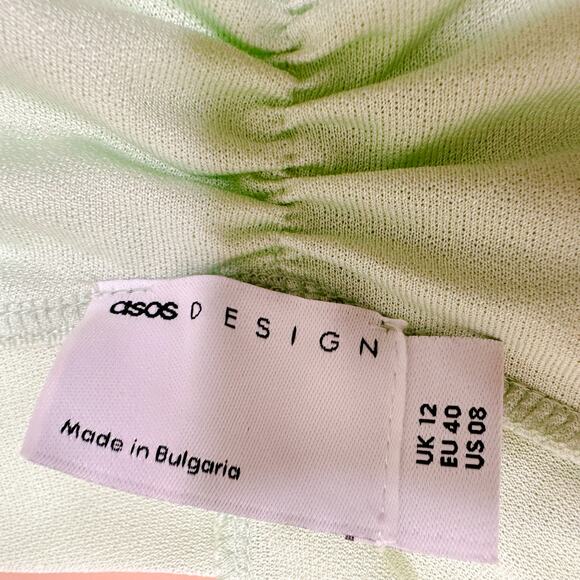 asos DESIGN
Made in Bulgaria
UK 12
EU 40
US 08